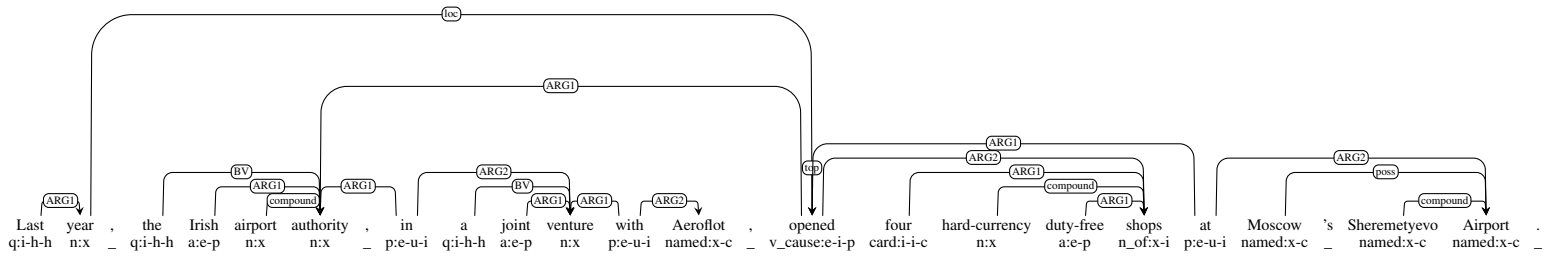 loc
ARG1
ARG1
BV ARG2 top ARG2 ARG2
ARG1 ARG1 BV ARG1 compound poss
ARG1 compound ARG1 ARG1 ARG2 ARG1 compound
Last year , the Irish airport authority , in a joint venture with Aeroflot , opened four hard-currency duty-free shops at Moscow 's Sheremetyevo Airport .
q:i-h-h n:x _ q:i-h-h a:e-p n:x n:x _ p:e-u-i q:i-h-h a:e-p n:x p:e-u-i named:x-c _ v_cause:e-i-p card:i-i-c n:x a:e-p n_of:x-i p:e-u-i named:x-c _ named:x-c named:x-c _